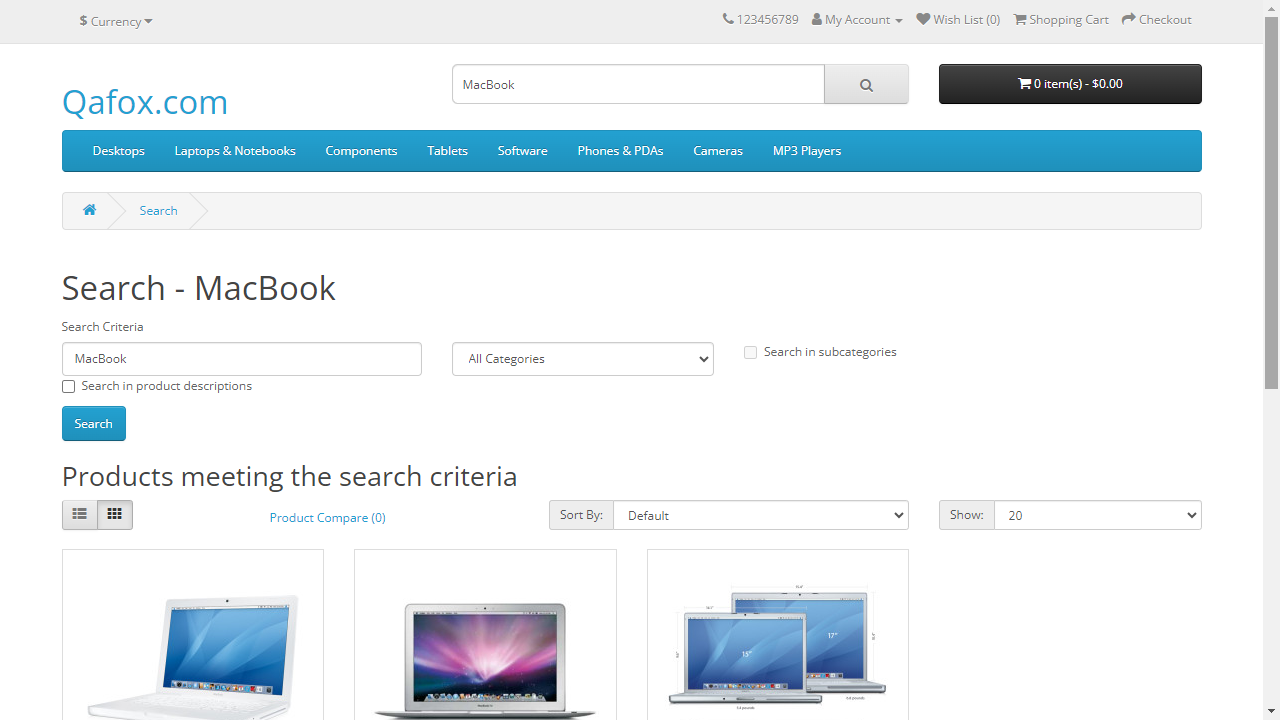 $ Currency
123456789 My Account Wish List (0) Shopping Cart Checkout
Qafox.com
MacBook
0 item(s) - $0.00
Desktops Laptops & Notebooks Components Tablets Software Phones & PDAs Cameras MP3 Players
Search
Search - MacBook
Search Criteria
MacBook
All Categories
Search in subcategories
Search in product descriptions
Search
Products meeting the search criteria
Product Compare (0)
Sort By: Default
Show: 20
15"
17"